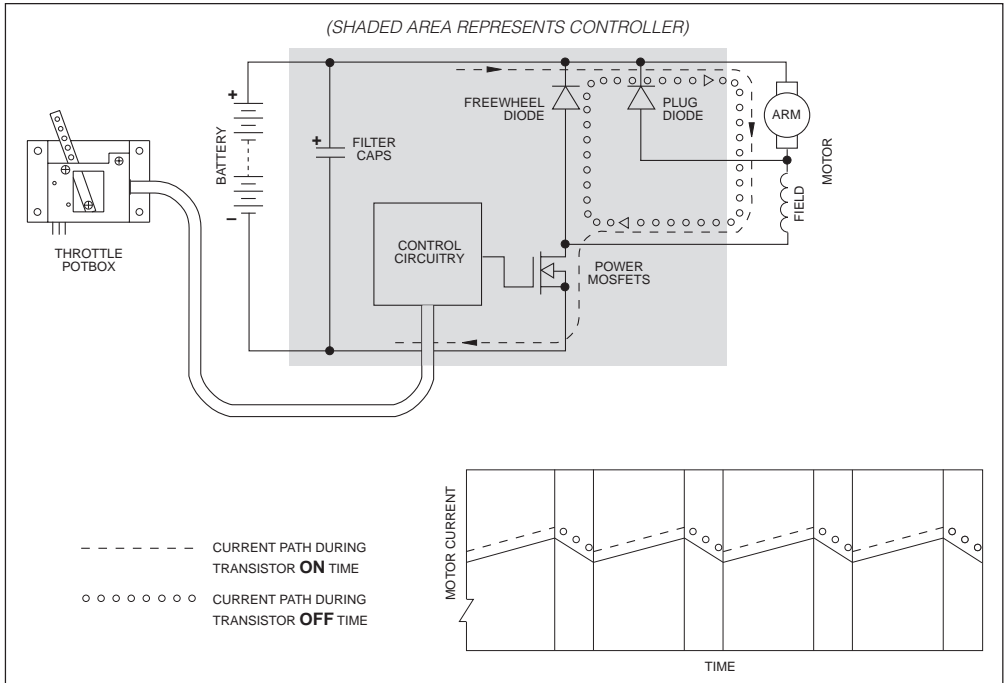 (SHADED AREA REPRESENTS CONTROLLER)
+
BATTERY
–
+
FILTER
CAPS
FREEWHEEL
DIODE
PLUG
DIODE
ARM
MOTOR
FIELD
CONTROL
CIRCUITRY
POWER
MOSFETS
THROTTLE
POTBOX
CURRENT PATH DURING
TRANSISTOR ON TIME
CURRENT PATH DURING
TRANSISTOR OFF TIME
MOTOR CURRENT
TIME